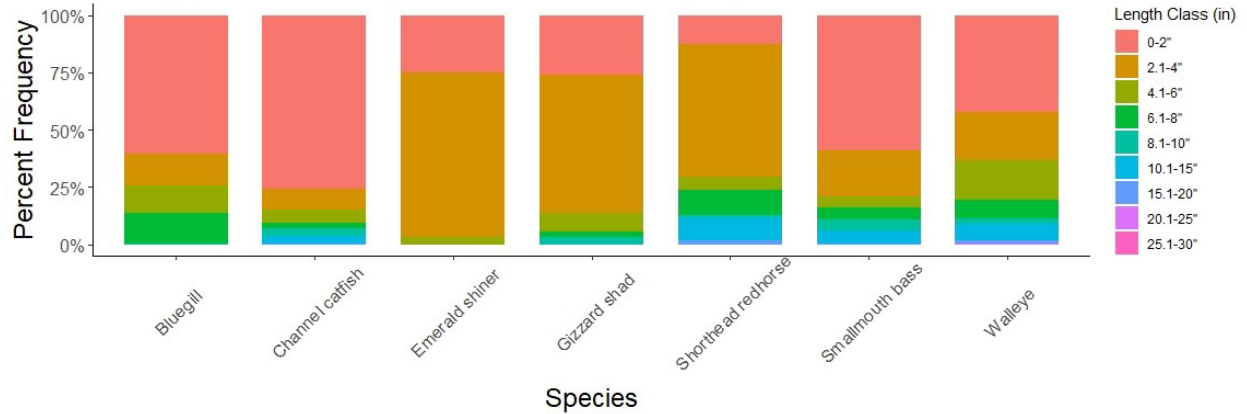 Percent Frequency
100%
75%
50%
25%
0%
Bluegill
Channel catfish
Emerald shiner
Gizzard shad
Shorthead redhorse
Smallmouth bass
Walleye
Species
Length Class (in)
0-2"
2.1-4"
4.1-6"
6.1-8"
8.1-10"
10.1-15"
15.1-20"
20.1-25"
25.1-30"